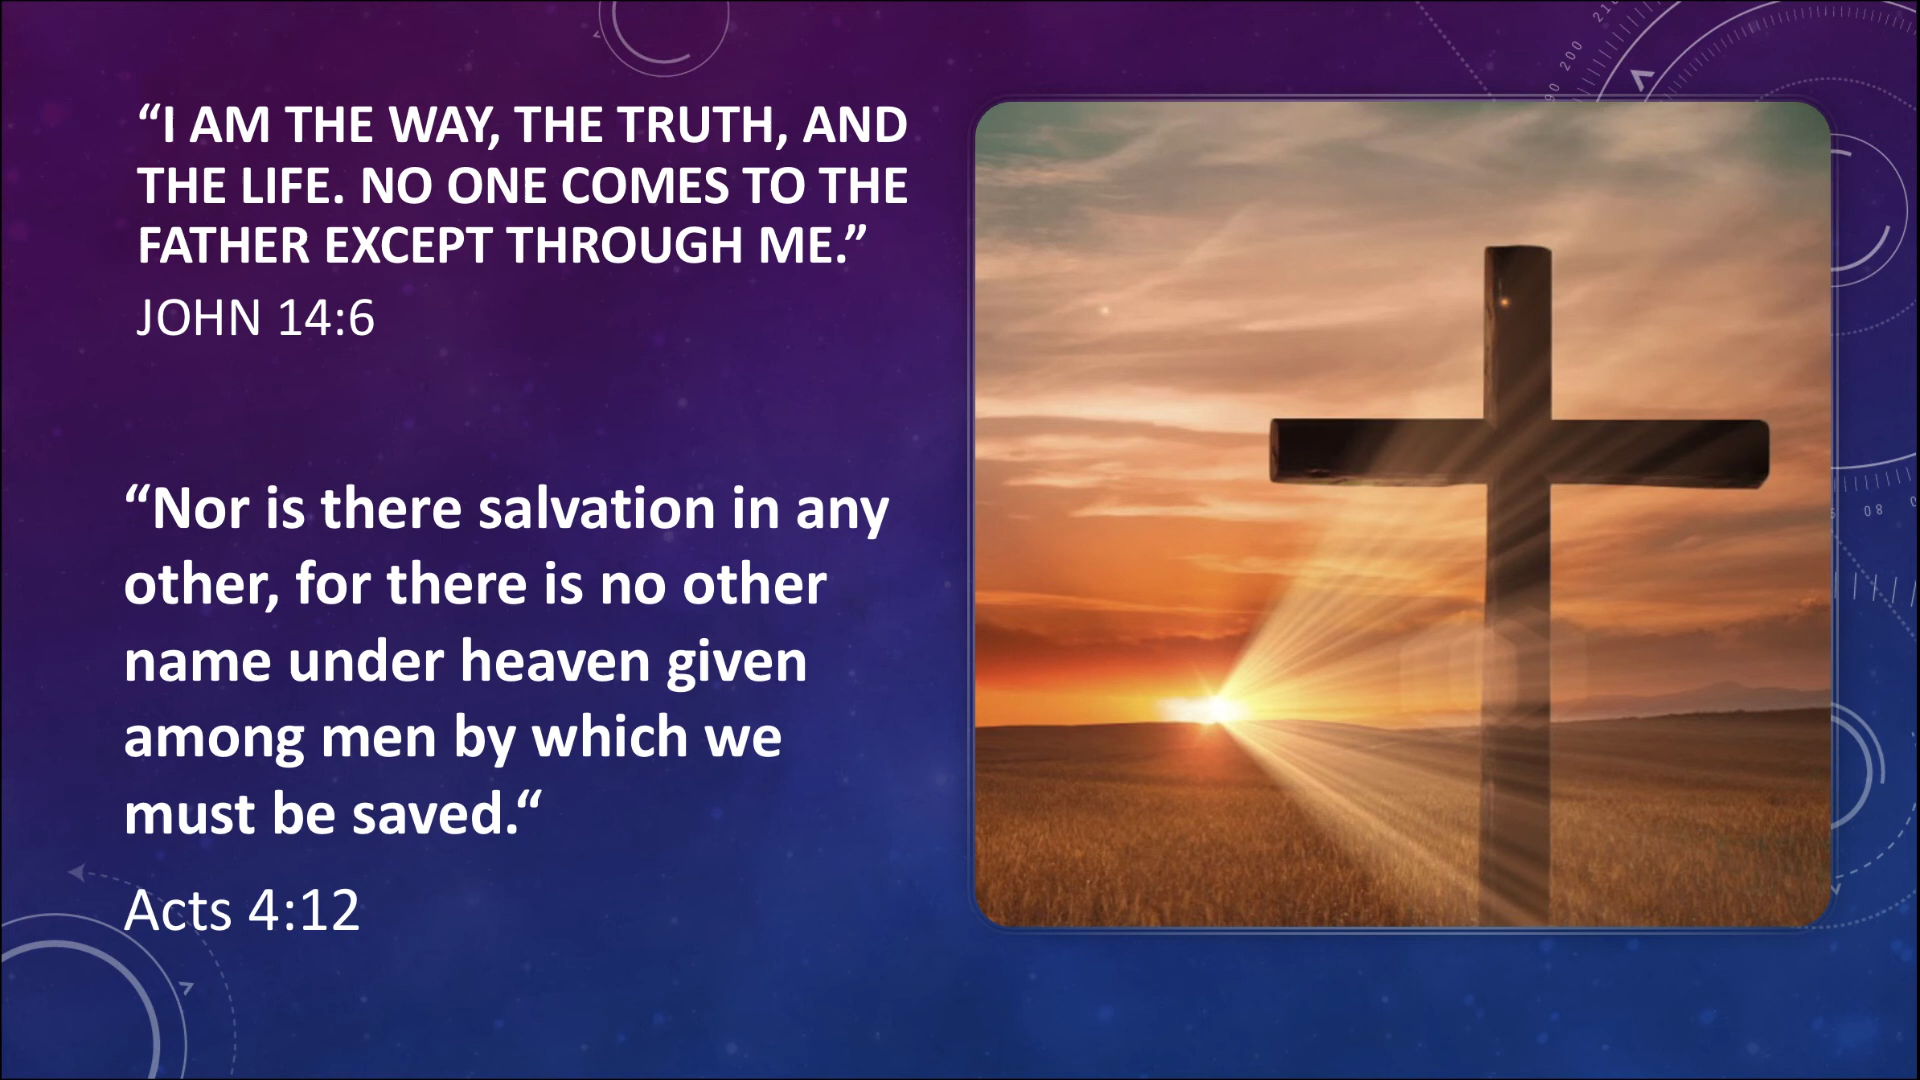 “I AM THE WAY, THE TRUTH, AND
THE LIFE. NO ONE COMES TO THE
FATHER EXCEPT THROUGH ME.”
JOHN 14:6
“Nor is there salvation in any
other, for there is no other
name under heaven given
among men by which we
must be saved.“
Acts 4:12
200
80